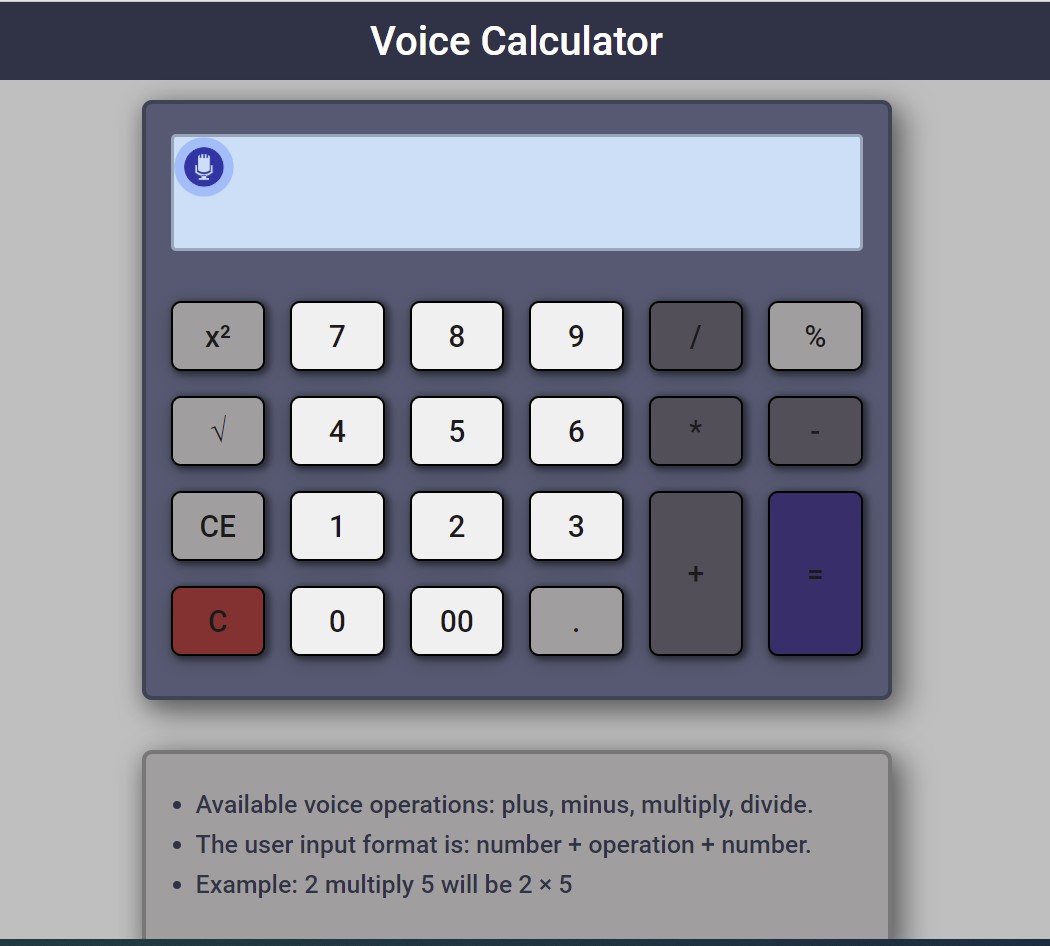 Voice Calculator
x² 7 8 9 / %
√ 4 5 6 * -
CE 1 2 3 + =
C 0 00 .
• Available voice operations: plus, minus, multiply, divide.
• The user input format is: number + operation + number.
• Example: 2 multiply 5 will be 2 × 5